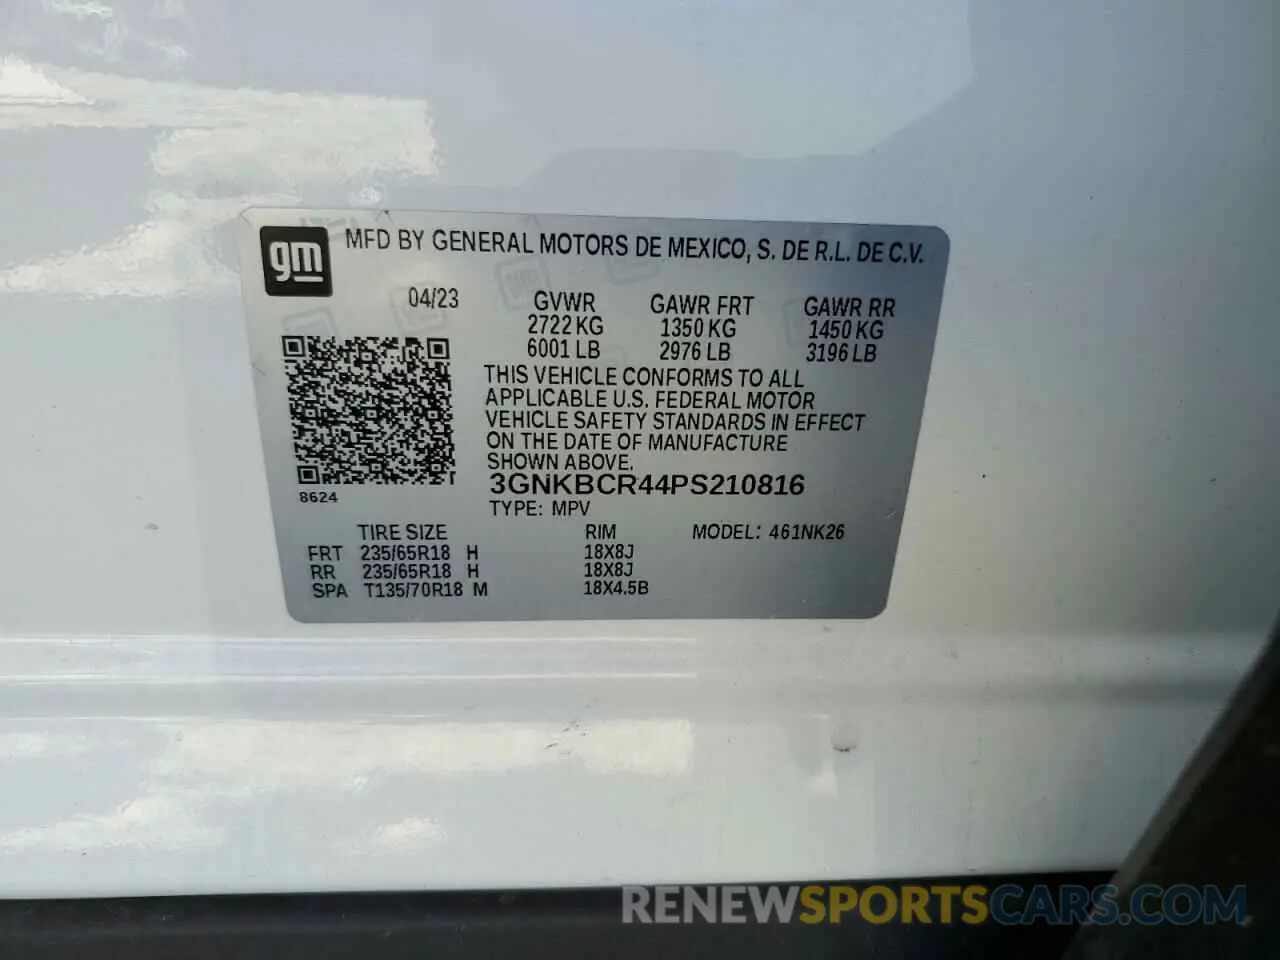 gm
MFD BY GENERAL MOTORS DE MEXICO, S. DE R.L. DE C.V.
04/23 GVWR GAWR FRT GAWR RR
2722 KG 1350 KG 1450 KG
6001 LB 2976 LB 3196 LB
THIS VEHICLE CONFORMS TO ALL
APPLICABLE U.S. FEDERAL MOTOR
VEHICLE SAFETY STANDARDS IN EFFECT
ON THE DATE OF MANUFACTURE
SHOWN ABOVE.
3GNKBCR44PS210816
8624
TYPE: MPV
TIRE SIZE RIM MODEL: 461NK26
FRT 235/65R18 H 18X8J
RR 235/65R18 H 18X8J
SPA T135/70R18 M 18X4.5B
RENEWSPORTSCARS.COM